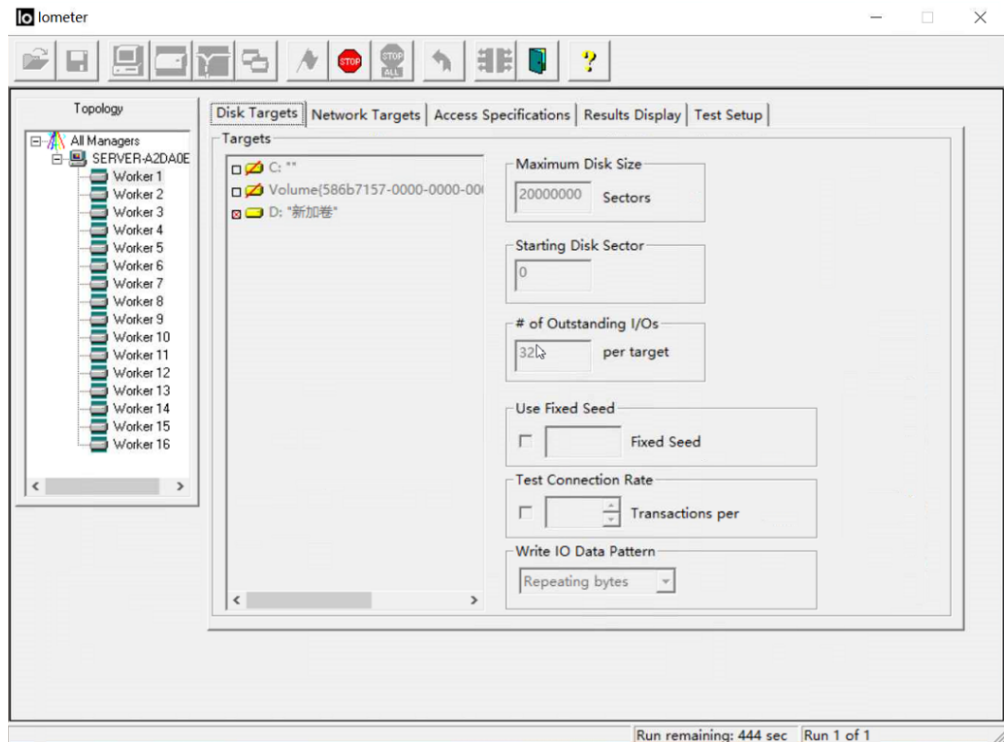 Iometer
STOP
STOP
ALL
Topology
All Managers
SERVER-A2DA0E
Worker 1
Worker 2
Worker 3
Worker 4
Worker 5
Worker 6
Worker 7
Worker 8
Worker 9
Worker 10
Worker 11
Worker 12
Worker 13
Worker 14
Worker 15
Worker 16
Disk Targets Network Targets Access Specifications Results Display Test Setup
Targets
C: ""
Volume{586b7157-0000-0000-00
D: "新加卷"
Maximum Disk Size
20000000 Sectors
Starting Disk Sector
0
# of Outstanding I/Os
32 per target
Use Fixed Seed
Fixed Seed
Test Connection Rate
Transactions per
Write IO Data Pattern
Repeating bytes
Run remaining: 444 sec Run 1 of 1